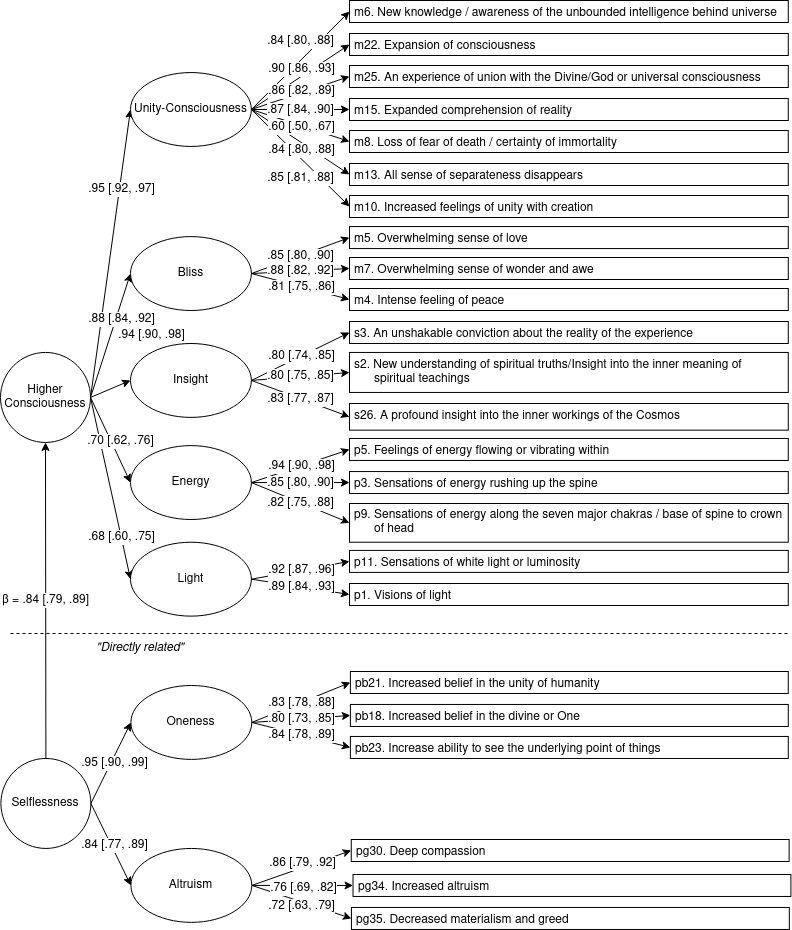 m6. New knowledge / awareness of the unbounded intelligence behind universe
.84 [.80, .88]
m22. Expansion of consciousness
.90 [.86, .93]
m25. An experience of union with the Divine/God or universal consciousness
.86 [.82, .89]
Unity-Consciousness
.87 [.84, .90]
m15. Expanded comprehension of reality
.60 [.50, .67]
m8. Loss of fear of death / certainty of immortality
.84 [.80, .88]
m13. All sense of separateness disappears
.85 [.81, .88]
m10. Increased feelings of unity with creation
.95 [.92, .97]
m5. Overwhelming sense of love
.85 [.80, .90]
Bliss
.88 [.82, .92]
m7. Overwhelming sense of wonder and awe
.81 [.75, .86]
m4. Intense feeling of peace
.88 [.84, .92]
.94 [.90, .98]
s3. An unshakable conviction about the reality of the experience
.80 [.74, .85]
s2. New understanding of spiritual truths/Insight into the inner meaning of
spiritual teachings
Insight
.80 [.75, .85]
.83 [.77, .87]
s26. A profound insight into the inner workings of the Cosmos
Higher
Consciousness
.70 [.62, .76]
p5. Feelings of energy flowing or vibrating within
.94 [.90, .98]
Energy
.85 [.80, .90]
p3. Sensations of energy rushing up the spine
.82 [.75, .88]
p9. Sensations of energy along the seven major chakras / base of spine to crown
of head
.68 [.60, .75]
p11. Sensations of white light or luminosity
.92 [.87, .96]
Light
.89 [.84, .93]
p1. Visions of light
β = .84 [.79, .89]
"Directly related"
pb21. Increased belief in the unity of humanity
.83 [.78, .88]
Oneness
.80 [.73, .85]
pb18. Increased belief in the divine or One
.84 [.78, .89]
pb23. Increase ability to see the underlying point of things
.95 [.90, .99]
Selflessness
.84 [.77, .89]
pg30. Deep compassion
.86 [.79, .92]
Altruism
.76 [.69, .82]
pg34. Increased altruism
.72 [.63, .79]
pg35. Decreased materialism and greed